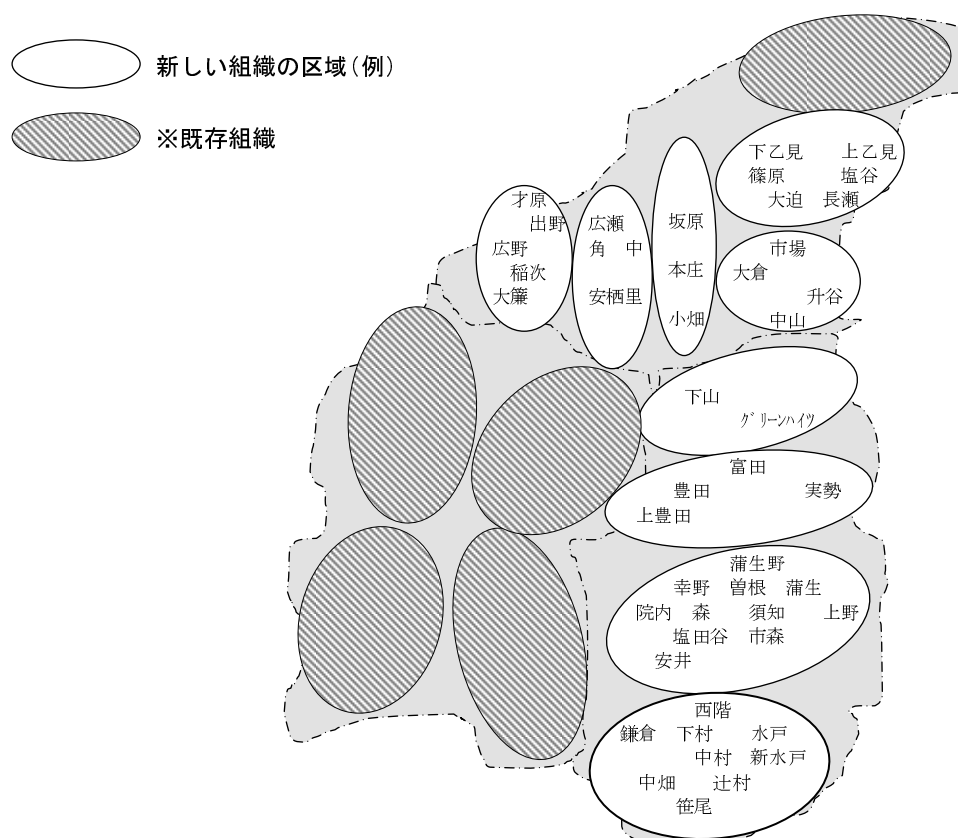 新しい組織の区域（例）
※既存組織
下乙見　上乙見
篠原　塩谷
大迫　長瀬
才原
出野
広野
稲次
大簾
広瀬
角　中
安栖里
坂原
本庄
小畑
市場
大倉
升谷
中山
下山
グリーンハイツ
富田
豊田　実勢
上豊田
蒲生野
幸野　曽根　蒲生
院内　森　須知　上野
塩田谷　市森
安井
西階
鎌倉　下村　水戸
中村　新水戸
中畑　辻村
笹尾